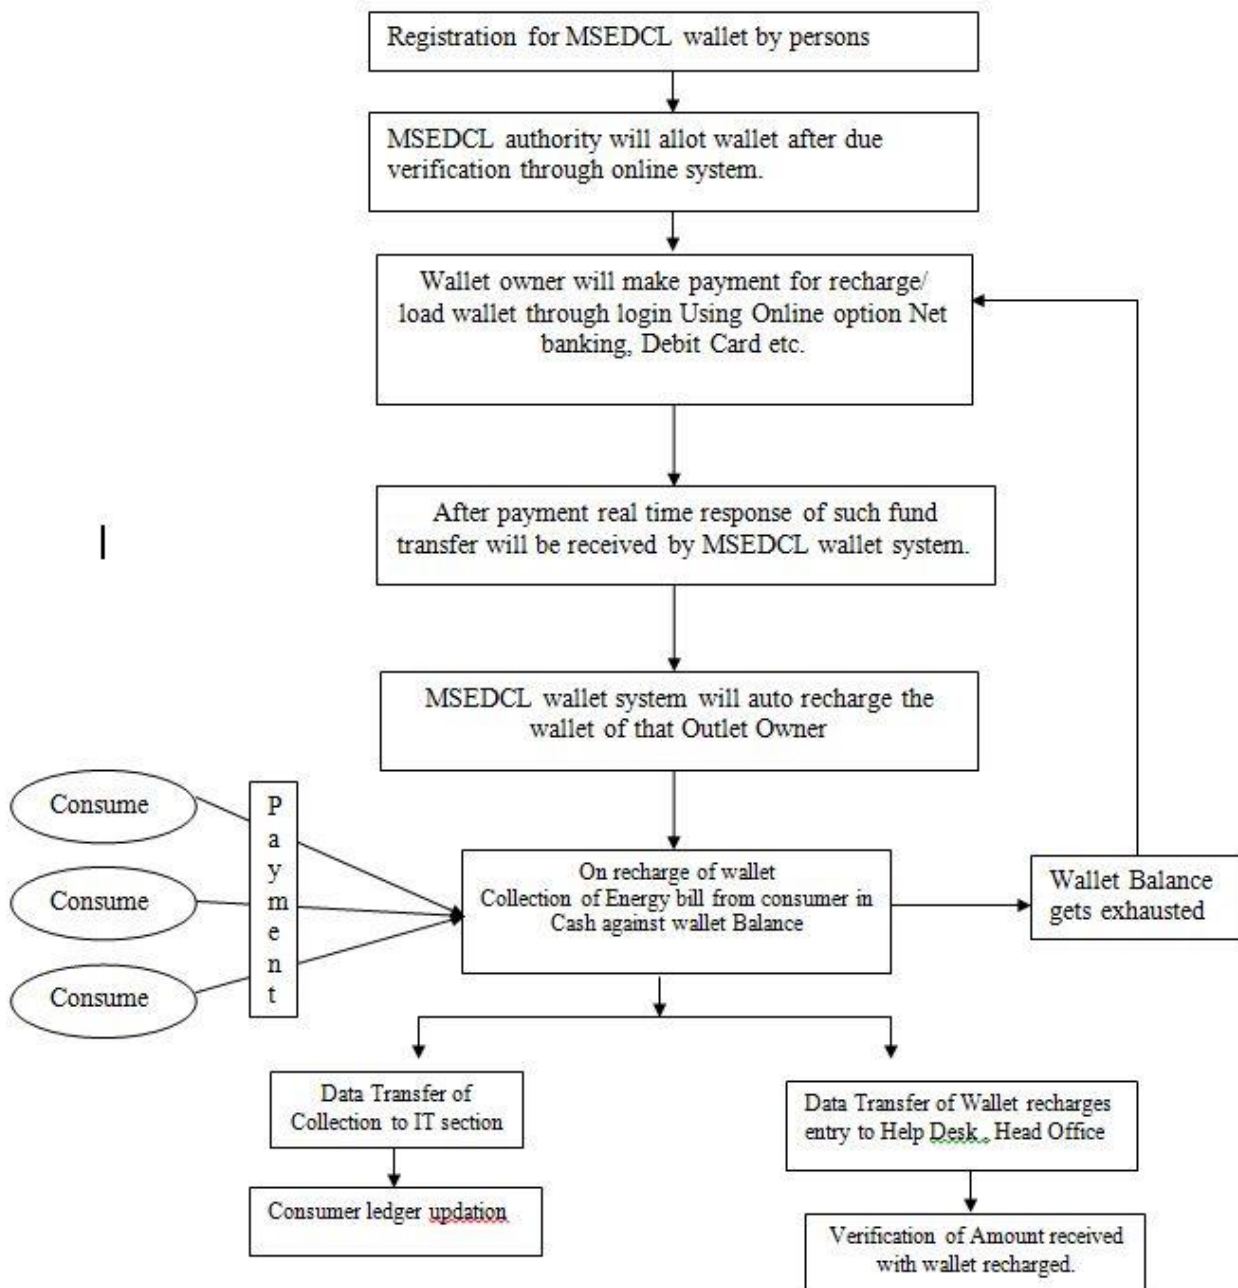 Registration for MSEDCL wallet by persons
MSEDCL authority will allot wallet after due
verification through online system.
Wallet owner will make payment for recharge/
load wallet through login Using Online option Net
banking, Debit Card etc.
After payment real time response of such fund
transfer will be received by MSEDCL wallet system.
MSEDCL wallet system will auto recharge the
wallet of that Outlet Owner
Consume
Consume
Consume
Payment
On recharge of wallet
Collection of Energy bill from consumer in
Cash against wallet Balance
Wallet Balance
gets exhausted
Data Transfer of
Collection to IT section
Consumer ledger updation
Data Transfer of Wallet recharges
entry to Help Desk , Head Office
Verification of Amount received
with wallet recharged.